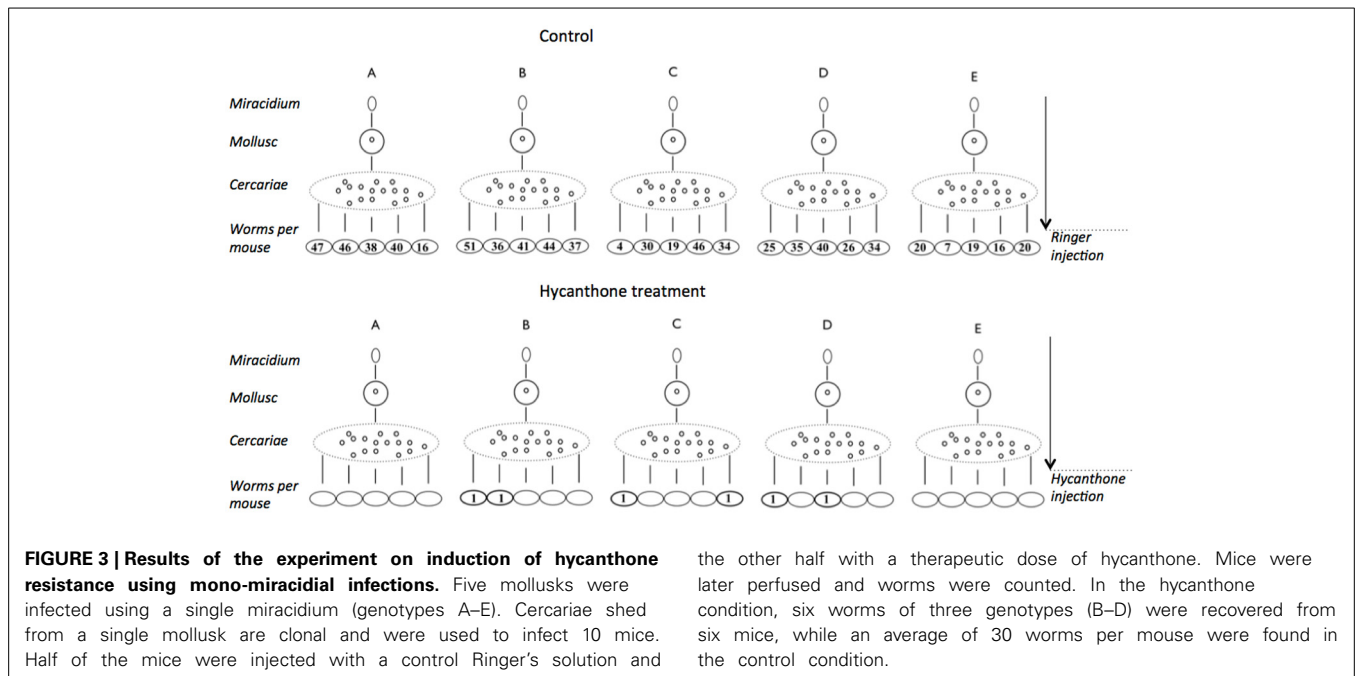 Control
A B C D E
Miracidium
Mollusc
Cercariae
Worms per
mouse
47 46 38 40 16 51 36 41 44 37 4 30 19 46 34 25 35 40 26 34 20 7 19 16 20
Ringer
injection
Hycanthone treatment
A B C D E
Miracidium
Mollusc
Cercariae
Worms per
mouse
1 1 1 1 1 1
Hycanthone
injection
FIGURE 3 | Results of the experiment on induction of hycanthone
resistance using mono-miracidial infections. Five mollusks were
infected using a single miracidium (genotypes A–E). Cercariae shed
from a single mollusk are clonal and were used to infect 10 mice.
Half of the mice were injected with a control Ringer's solution and
the other half with a therapeutic dose of hycanthone. Mice were
later perfused and worms were counted. In the hycanthone
condition, six worms of three genotypes (B–D) were recovered from
six mice, while an average of 30 worms per mouse were found in
the control condition.